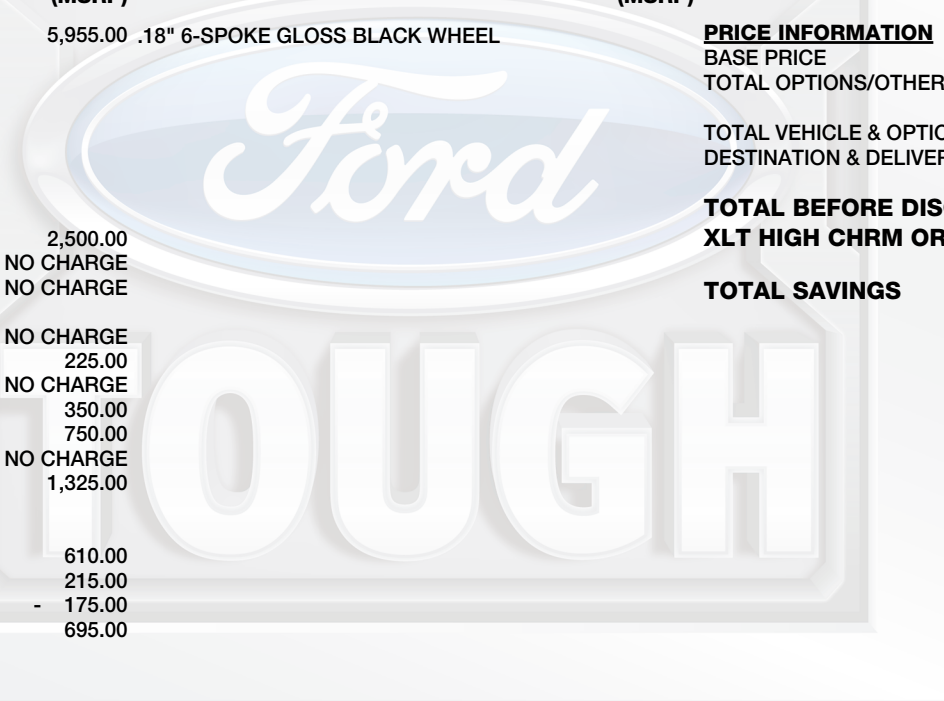 (MSRP)
(MSRP)
5,955.00 .18" 6-SPOKE GLOSS BLACK WHEEL
2,500.00
NO CHARGE
NO CHARGE
NO CHARGE
225.00
NO CHARGE
350.00
750.00
NO CHARGE
1,325.00
610.00
215.00
- 175.00
695.00
PRICE INFORMATION
BASE PRICE
TOTAL OPTIONS/OTHER
TOTAL VEHICLE & OPTIO
DESTINATION & DELIVER
TOTAL BEFORE DISC
XLT HIGH CHRM OR
TOTAL SAVINGS
Ford
TOUGH